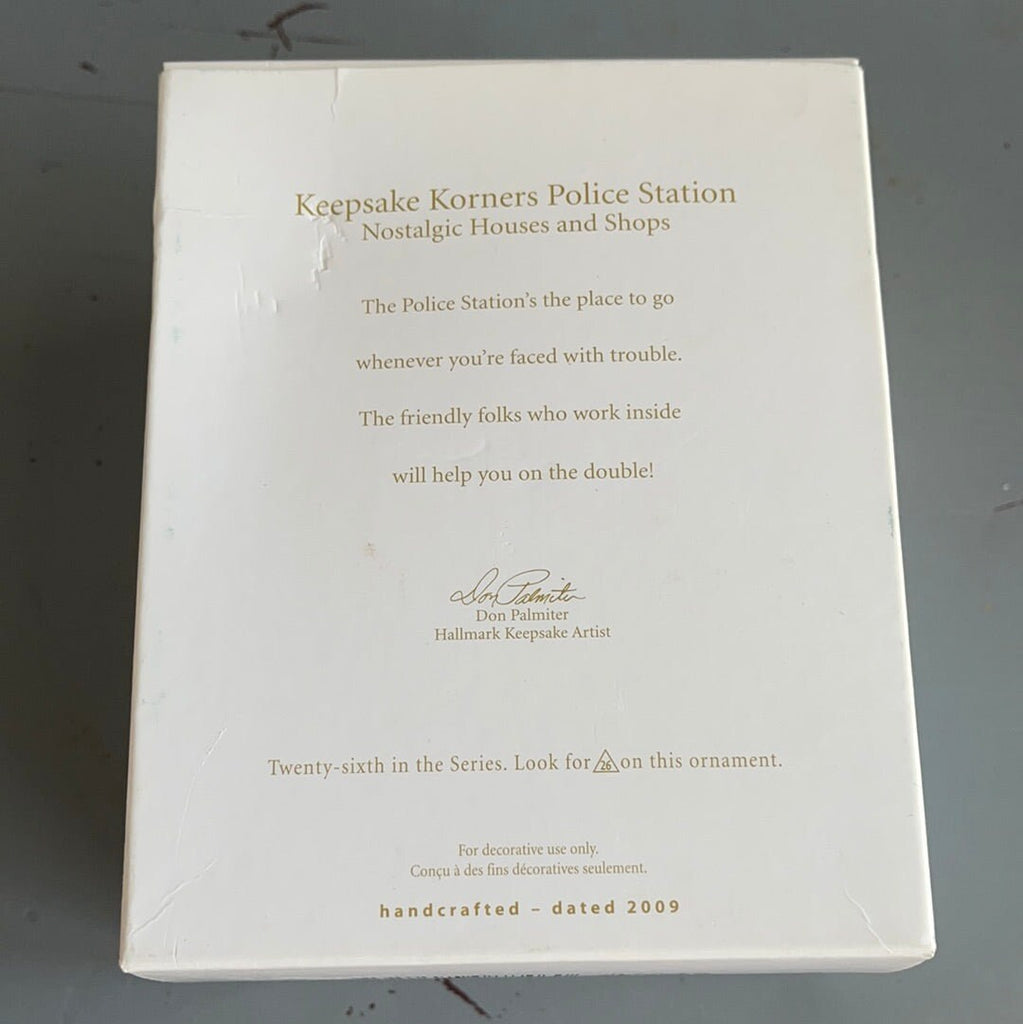 Keepsake Korners Police Station
Nostalgic Houses and Shops
The Police Station's the place to go
whenever you're faced with trouble.
The friendly folks who work inside
will help you on the double!
Don Palmiter
Don Palmiter
Hallmark Keepsake Artist
Twenty-sixth in the Series. Look for 26 on this ornament.
For decorative use only.
Conçu à des fins décoratives seulement.
handcrafted – dated 2009